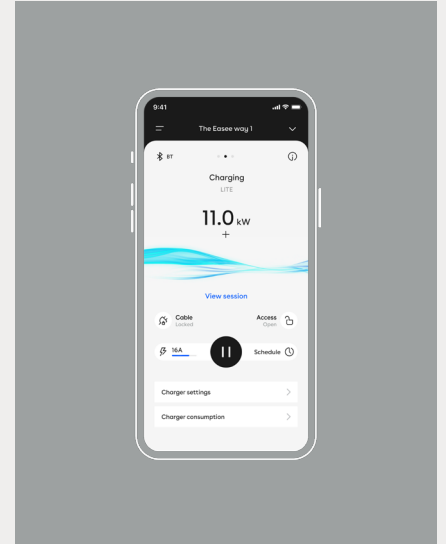 9:41
The Easee way 1
BT
Charging
LITE
11.0 kW
+
View session
Cable
Locked
Access
Open
16A
Schedule
Charger settings
Charger consumption